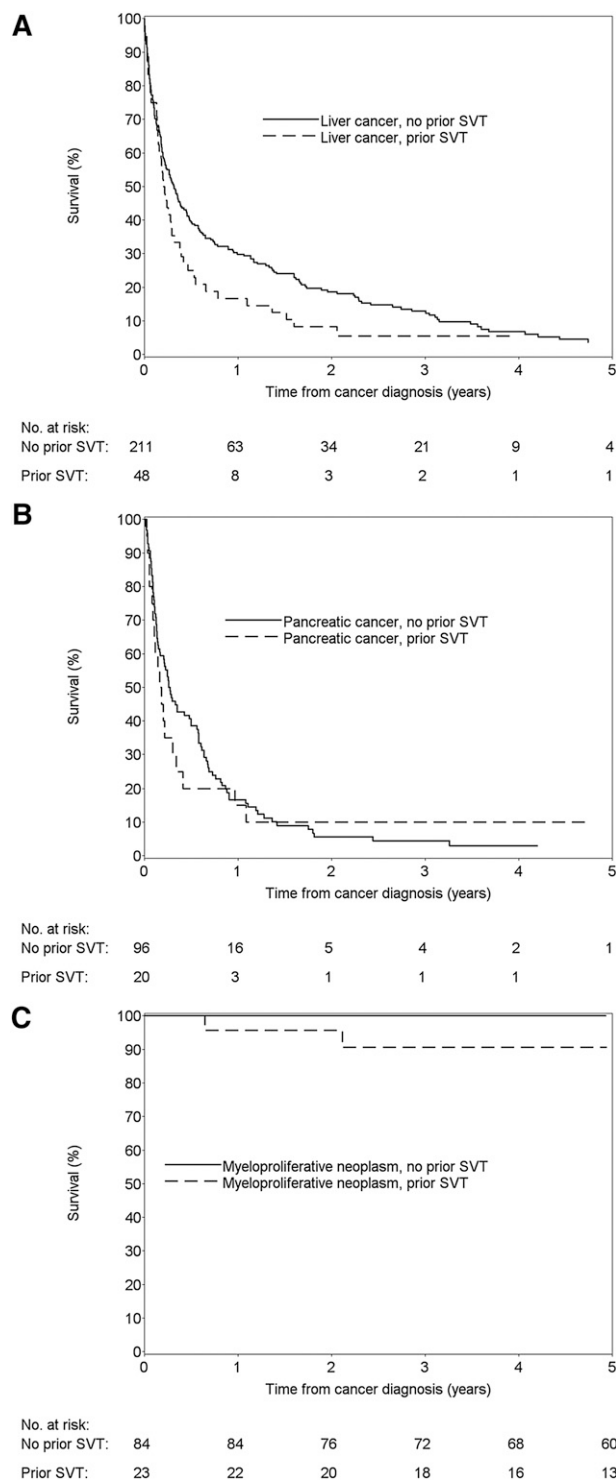 A
100
90
80
70
60
50
40
30
20
10
0
Survival (%)
Liver cancer, no prior SVT
Liver cancer, prior SVT
0 1 2 3 4 5
Time from cancer diagnosis (years)
No. at risk:
No prior SVT: 211 63 34 21 9 4
Prior SVT: 48 8 3 2 1 1
B
100
90
80
70
60
50
40
30
20
10
0
Survival (%)
Pancreatic cancer, no prior SVT
Pancreatic cancer, prior SVT
0 1 2 3 4 5
Time from cancer diagnosis (years)
No. at risk:
No prior SVT: 96 16 5 4 2 1
Prior SVT: 20 3 1 1 1
C
100
90
80
70
60
50
40
30
20
10
0
Survival (%)
Myeloproliferative neoplasm, no prior SVT
Myeloproliferative neoplasm, prior SVT
0 1 2 3 4 5
Time from cancer diagnosis (years)
No. at risk:
No prior SVT: 84 84 76 72 68 60
Prior SVT: 23 22 20 18 16 13